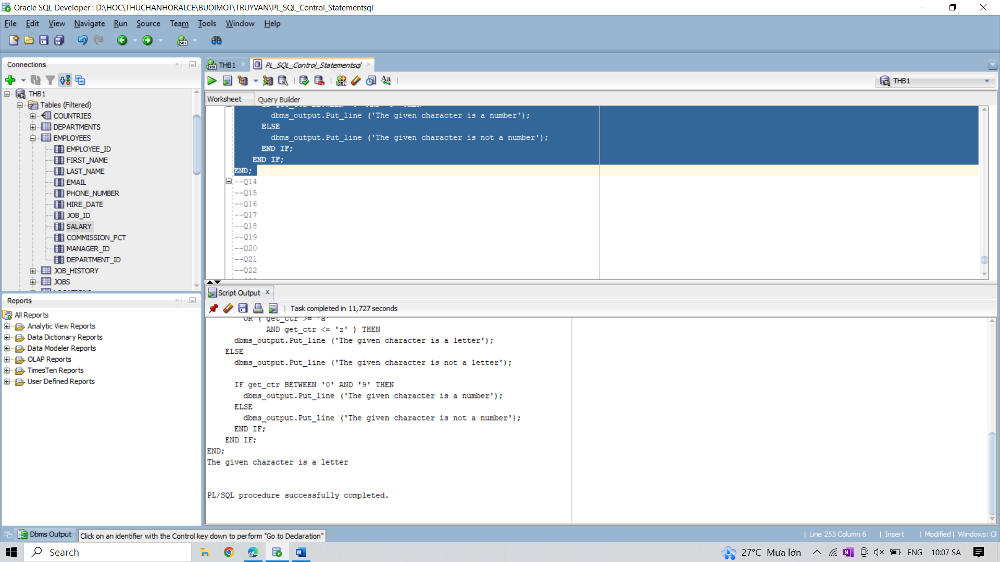 Oracle SQL Developer : D:\HOC\THUCHANHORALCE\BUOIMOT\TRUYVAN\PL_SQL_Control_Statementsql
File Edit View Navigate Run Source Team Tools Window Help
Connections
THB1
Tables (Filtered)
COUNTRIES
DEPARTMENTS
EMPLOYEES
EMPLOYEE_ID
FIRST_NAME
LAST_NAME
EMAIL
PHONE_NUMBER
HIRE_DATE
JOB_ID
SALARY
COMMISSION_PCT
MANAGER_ID
DEPARTMENT_ID
JOB_HISTORY
JOBS
Reports
All Reports
Analytic View Reports
Data Dictionary Reports
Data Modeler Reports
OLAP Reports
TimesTen Reports
User Defined Reports
THB1 PL_SQL_Control_Statementsql
THB1
Worksheet Query Builder
dbms_output.Put_line ('The given character is a number');
ELSE
dbms_output.Put_line ('The given character is not a number');
END IF;
END IF;
END;
--Q14
--Q15
--Q16
--Q17
--Q18
--Q19
--Q20
--Q21
--Q22
Script Output
Task completed in 11,727 seconds
OR ( get_ctr >= 'a'
AND get_ctr <= 'z' ) THEN
dbms_output.Put_line ('The given character is a letter');
ELSE
dbms_output.Put_line ('The given character is not a letter');
IF get_ctr BETWEEN '0' AND '9' THEN
dbms_output.Put_line ('The given character is a number');
ELSE
dbms_output.Put_line ('The given character is not a number');
END IF;
END IF;
END;
The given character is a letter
PL/SQL procedure successfully completed.
Dbms Output Click on an identifier with the Control key down to perform "Go to Declaration"
Line 253 Column 6 Insert Modified Windows: CF
Search
27°C Mưa lớn ENG 10:07 SA